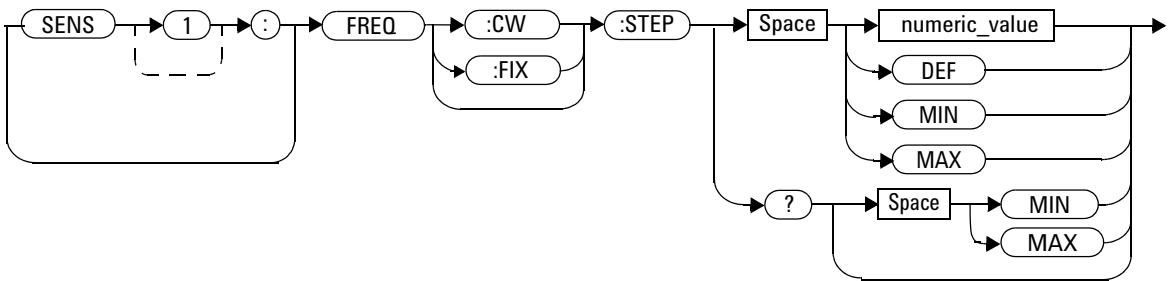 SENS 1 : FREQ :CW :STEP Space numeric_value
:FIX DEF
MIN
MAX
? Space MIN
MAX